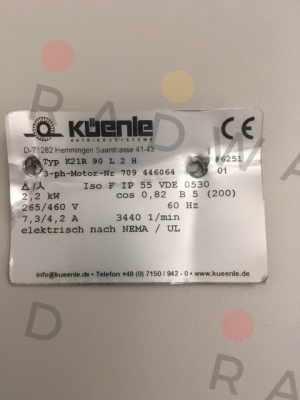 KÜENLE
ANTRIEBSSYSTEME
CE
D-71282 Hemmingen Saarstrasse 41-43
Typ K21R 90 L 2 H 86251
3-ph-Motor-Nr 709 446064 01
△/⅄ Iso F IP 55 VDE 0530
2,2 kW cos 0,82 B 5 (200)
265/460 V 60 Hz
7,3/4,2 A 3440 1/min
elektrisch nach NEMA / UL
info@kueenle.de • Telefon +49 (0) 7150 / 942 - 0 • www.kueenle.de